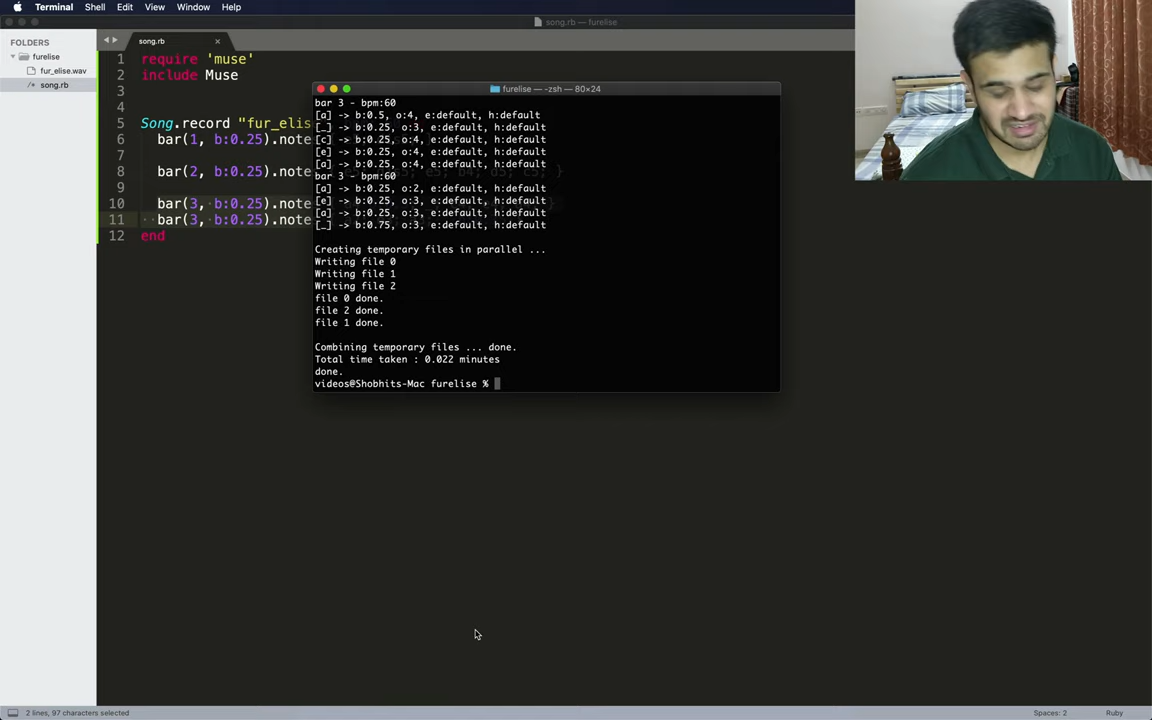 Terminal Shell Edit View Window Help
song.rb — furelise
FOLDERS
furelise
fur_elise.wav
song.rb
song.rb
1 require 'muse'
2 include Muse
3
4
5 Song.record "fur_elis
6 bar(1, b:0.25).note
7
8 bar(2, b:0.25).note
9
10 bar(3, b:0.25).note
11 bar(3, b:0.25).note
12 end
furelise — -zsh — 80×24
bar 3 - bpm:60
[a] -> b:0.5, o:4, e:default, h:default
[_] -> b:0.25, o:3, e:default, h:default
[c] -> b:0.25, o:4, e:default, h:default
[e] -> b:0.25, o:4, e:default, h:default
[a] -> b:0.25, o:4, e:default, h:default
bar 3 - bpm:60
[a] -> b:0.25, o:2, e:default, h:default
[e] -> b:0.25, o:3, e:default, h:default
[a] -> b:0.25, o:3, e:default, h:default
[_] -> b:0.75, o:3, e:default, h:default
Creating temporary files in parallel ...
Writing file 0
Writing file 1
Writing file 2
file 0 done.
file 2 done.
file 1 done.
Combining temporary files ... done.
Total time taken : 0.022 minutes
done.
videos@Shobhits-Mac furelise %
2 lines, 97 characters selected
Spaces: 2
Ruby